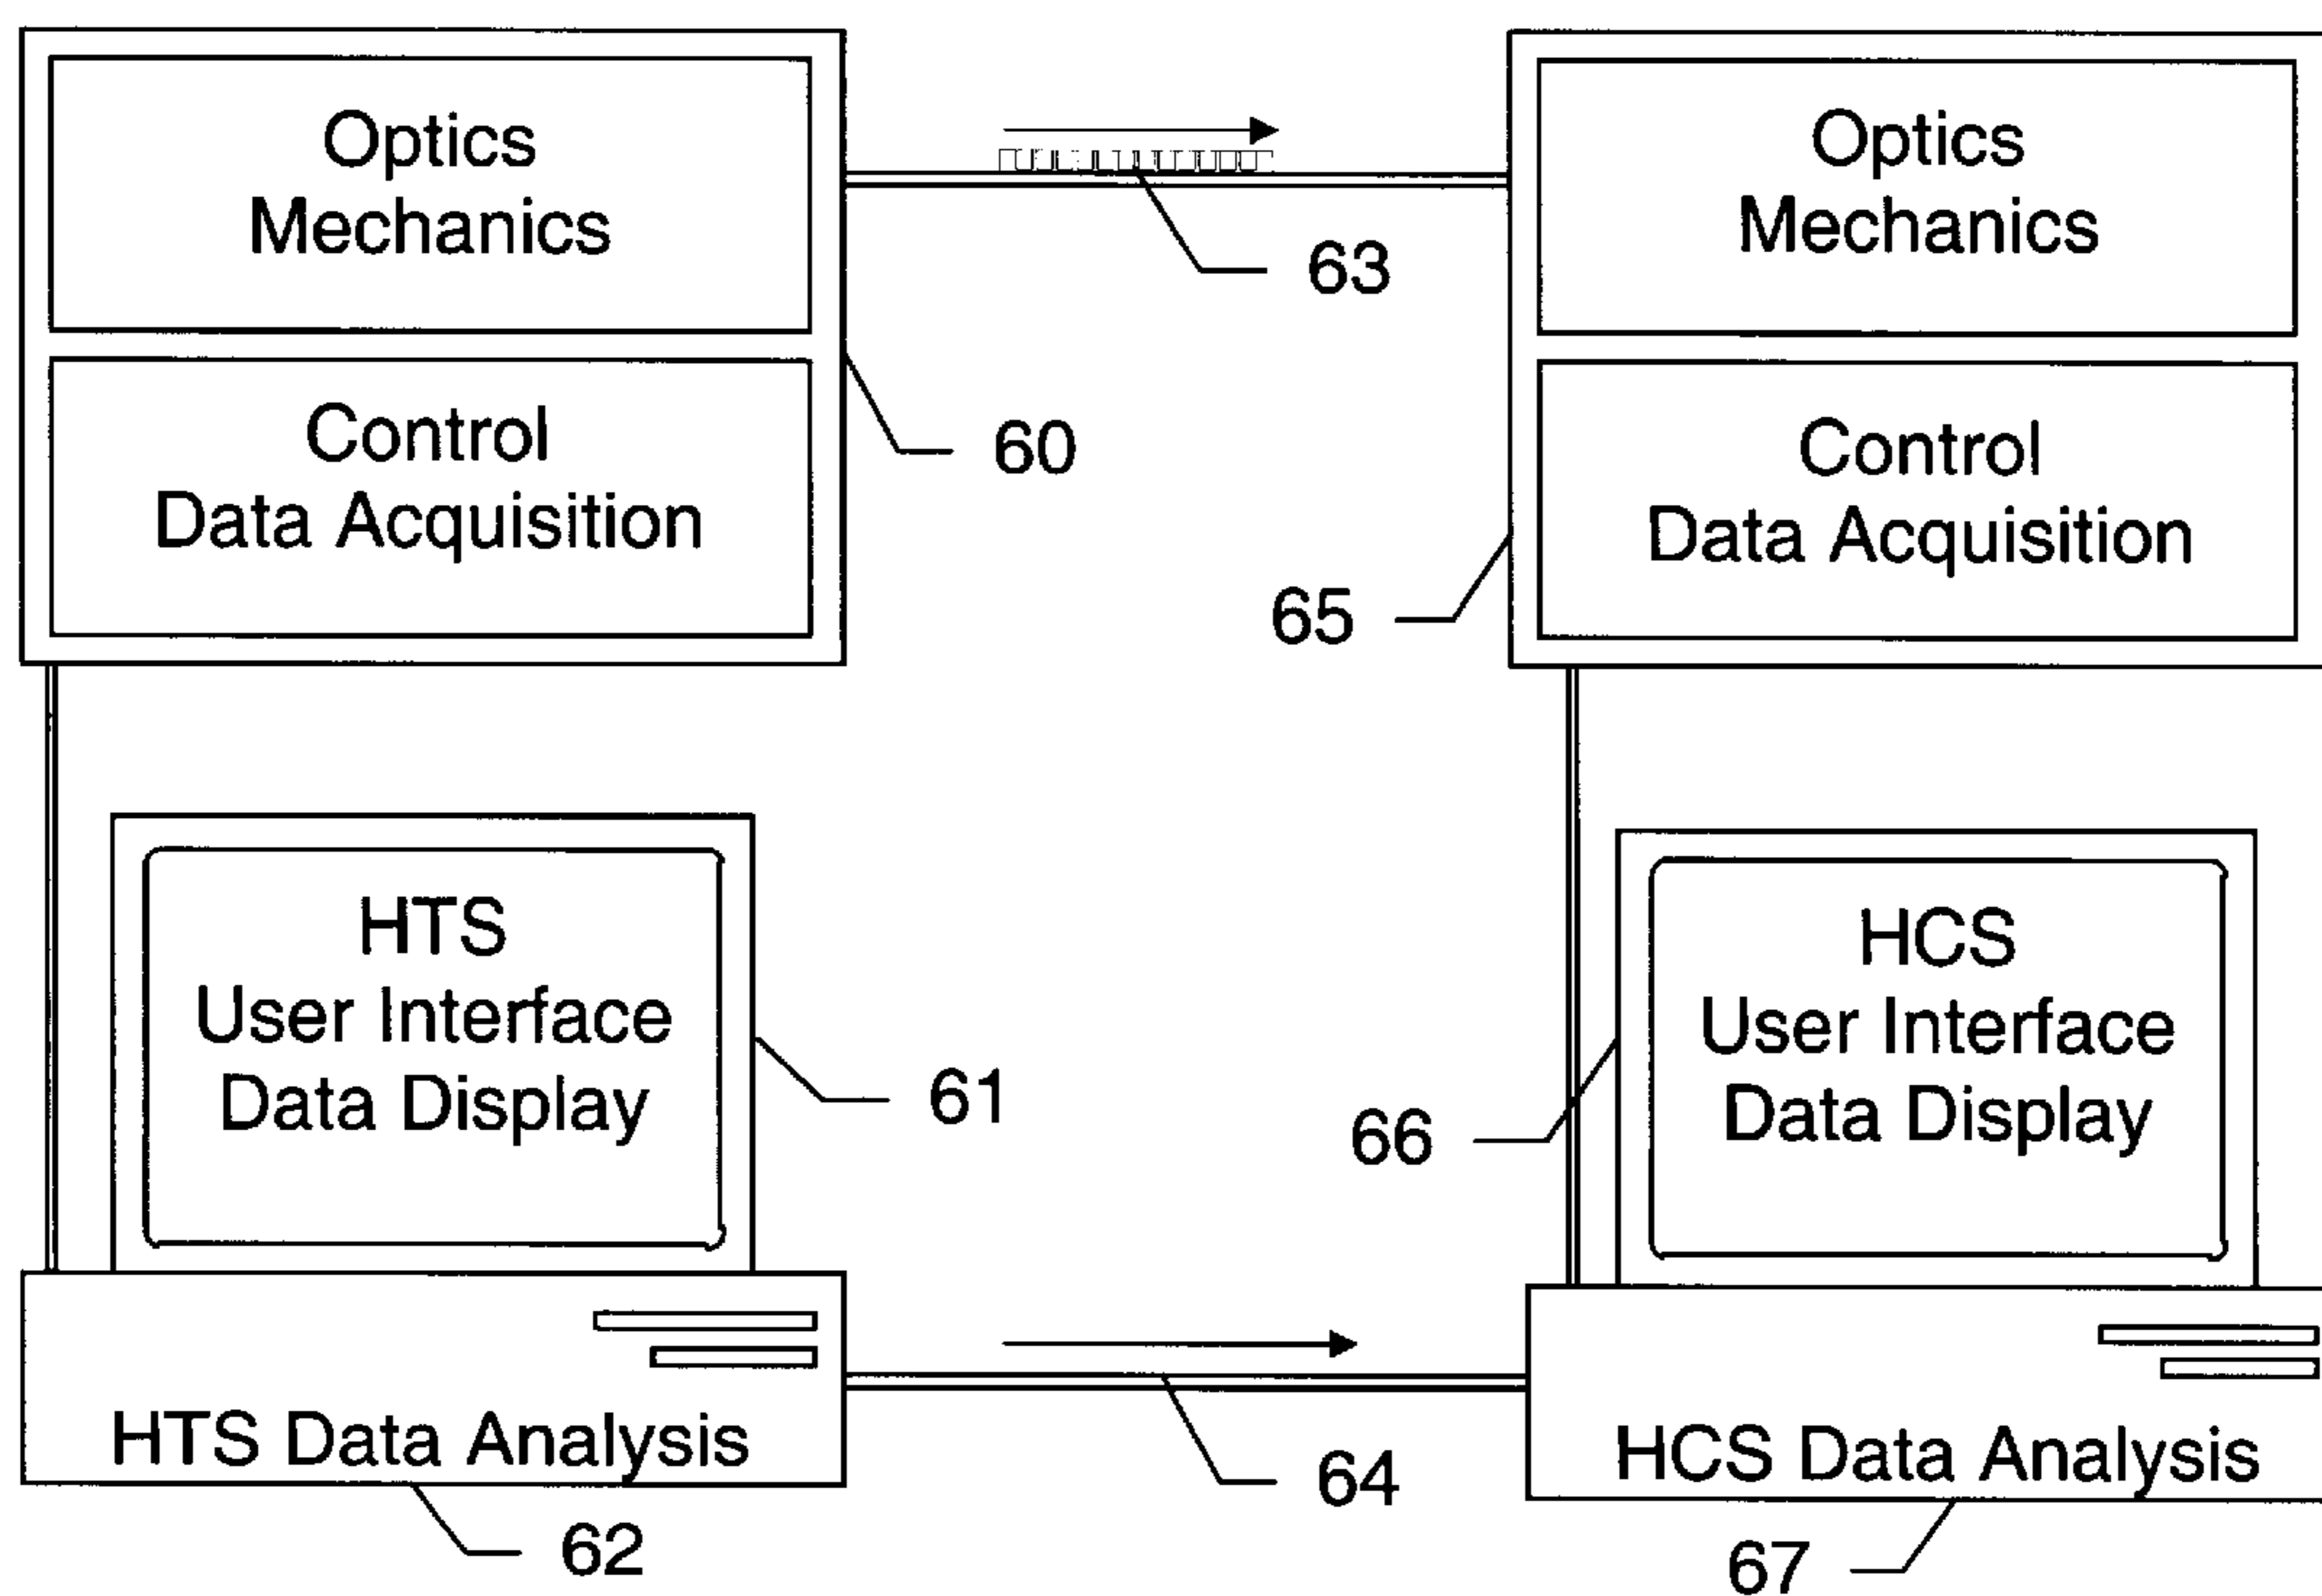 Optics
Mechanics
Control
Data Acquisition
63
60
Optics
Mechanics
Control
Data Acquisition
65
HTS
User Interface
Data Display
61
HTS Data Analysis
62
64
HCS
User Interface
Data Display
66
HCS Data Analysis
67